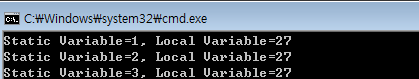 C:₩Windows₩system32₩cmd.exe
Static Variable=1, Local Variable=27
Static Variable=2, Local Variable=27
Static Variable=3, Local Variable=27